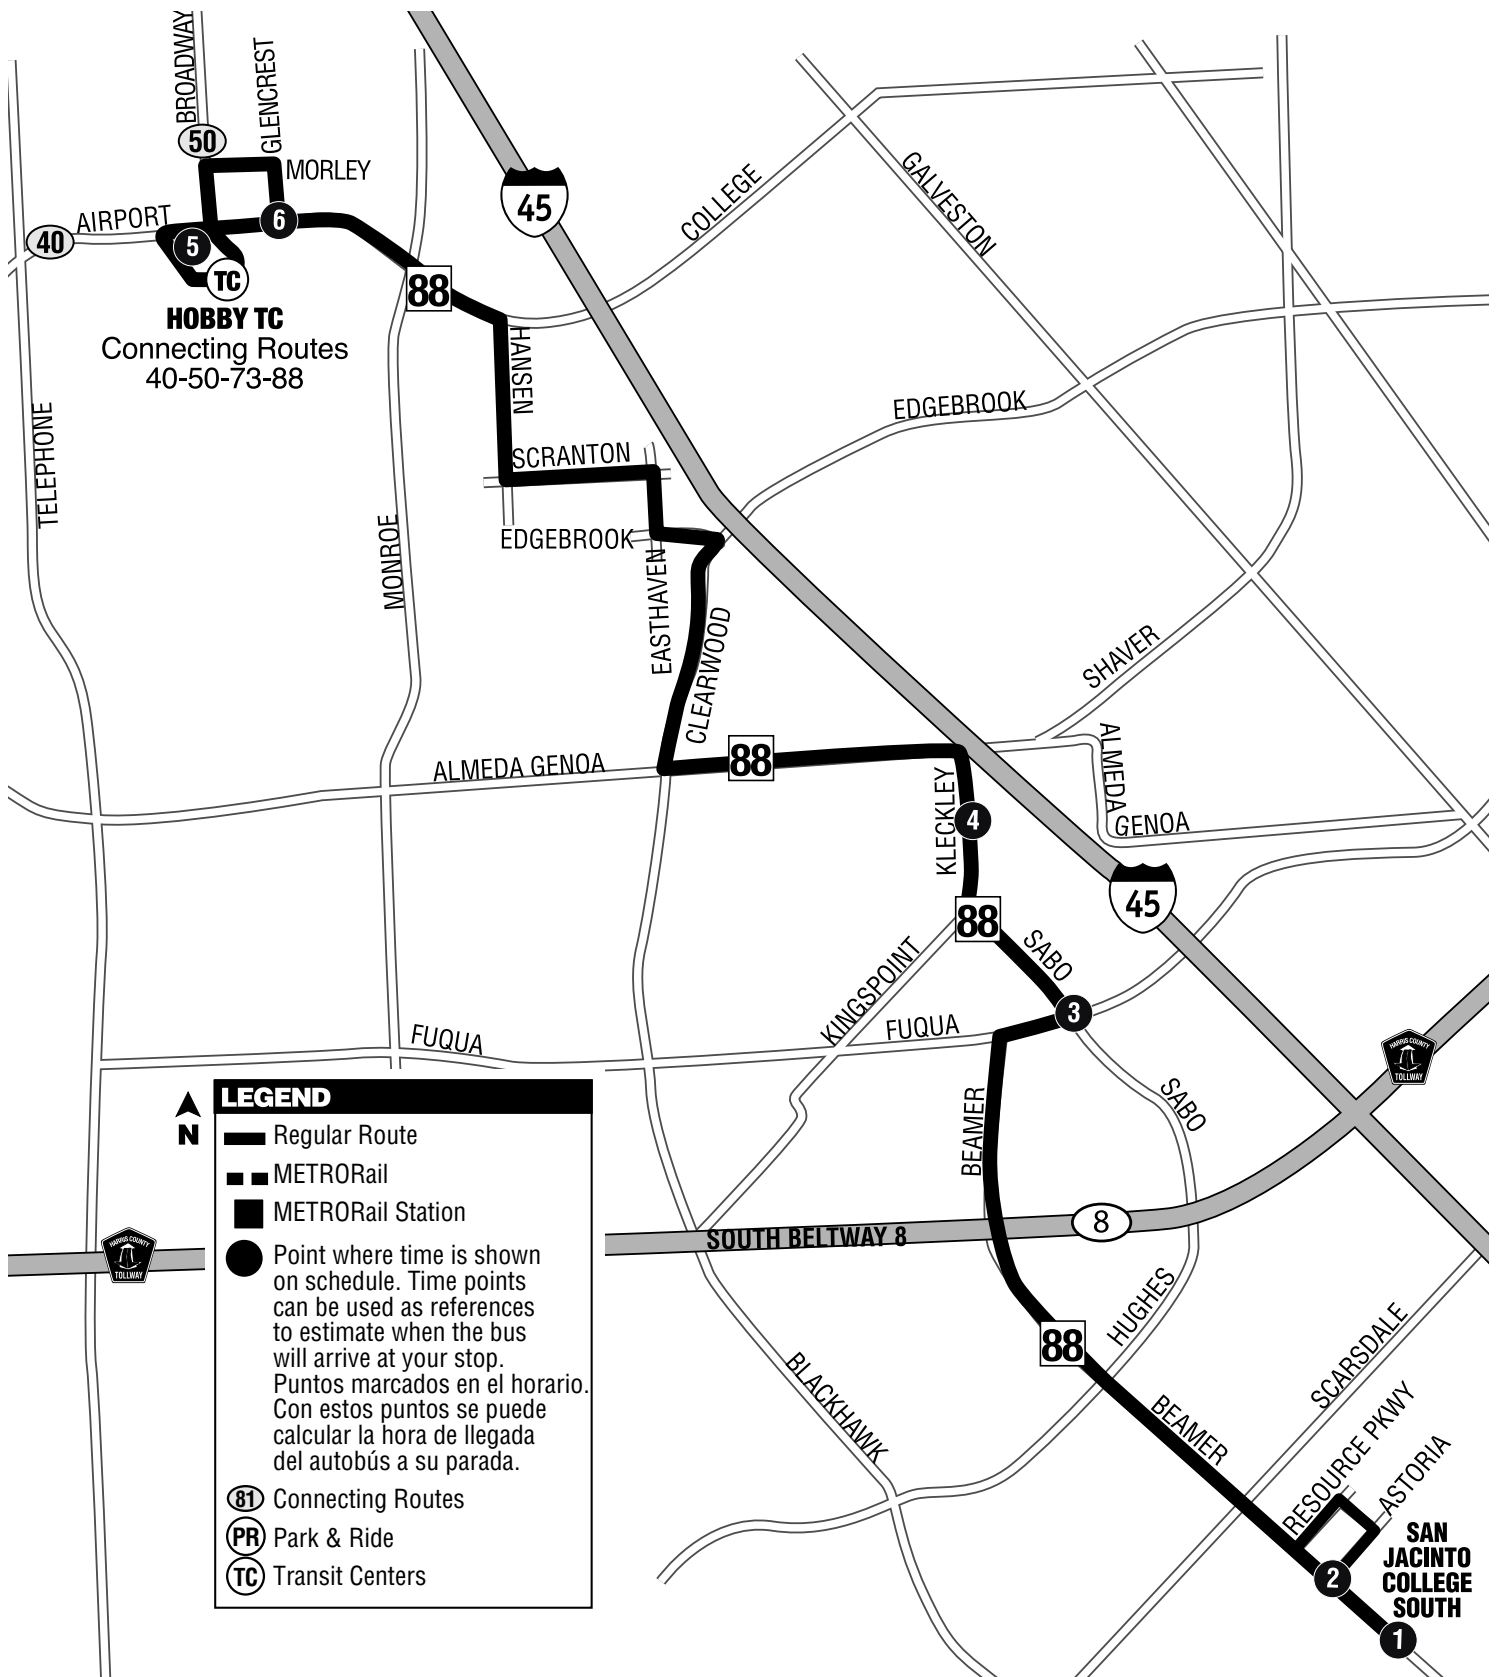 BROADWAY
GLENCREST
50
MORLEY
AIRPORT
6
40
5
TC
HOBBY TC
Connecting Routes
40-50-73-88
88
45
COLLEGE
GALVESTON
HANSEN
TELEPHONE
MONROE
SCRANTON
EDGEBROOK
EDGEBROOK
EASTHAVEN
CLEARWOOD
SHAVER
ALMEDA GENOA
88
ALMEDA
GENOA
KLECKLEY
4
45
88
SABO
KINGSPOINT
3
FUQUA
FUQUA
BEAMER
SABO
HARRIS COUNTY
TOLLWAY
N
LEGEND
Regular Route
METRORail
METRORail Station
Point where time is shown
on schedule. Time points
can be used as references
to estimate when the bus
will arrive at your stop.
Puntos marcados en el horario.
Con estos puntos se puede
calcular la hora de llegada
del autobús a su parada.
81 Connecting Routes
PR Park & Ride
TC Transit Centers
HARRIS COUNTY
TOLLWAY
SOUTH BELTWAY 8
8
HUGHES
88
BLACKHAWK
BEAMER
SCARSDALE
RESOURCE PKWY
ASTORIA
SAN
JACINTO
COLLEGE
SOUTH
2
1